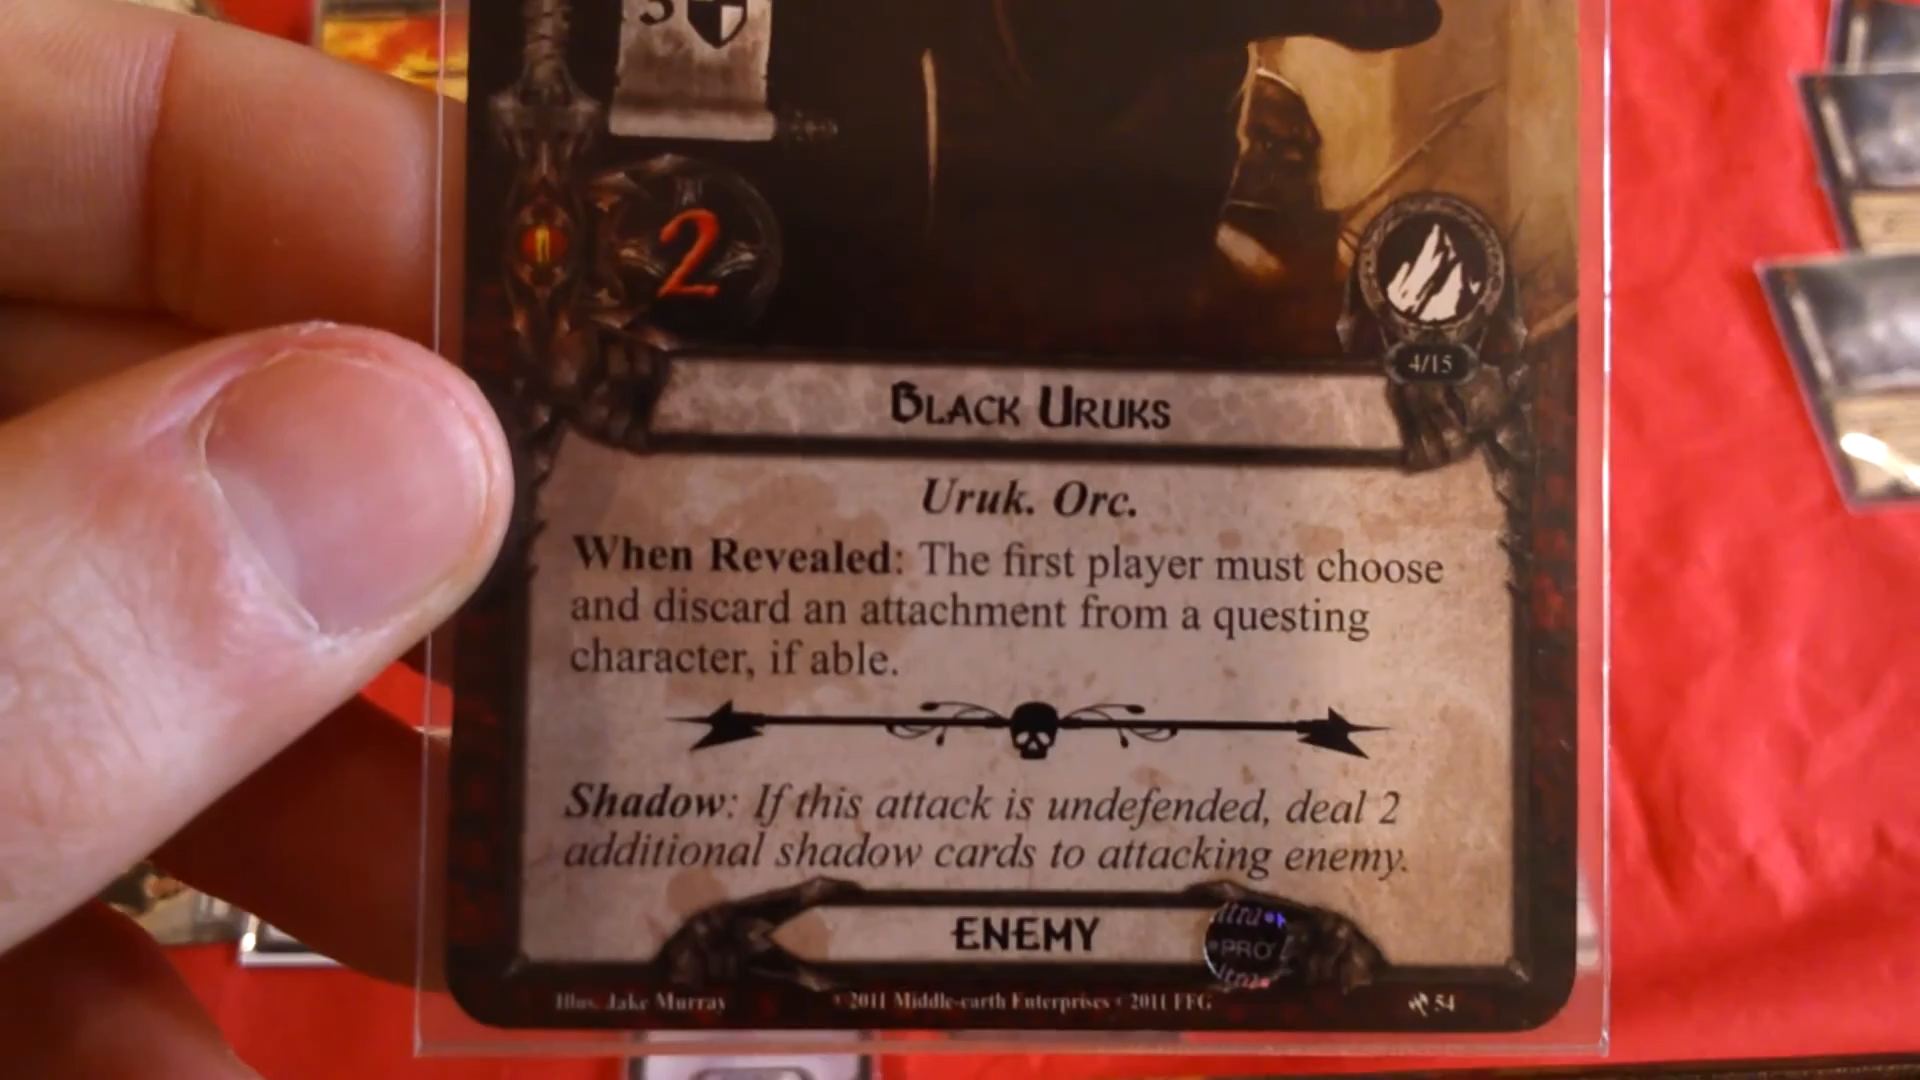 3
2
4/15
Black Uruks
Uruk. Orc.
When Revealed: The first player must choose
and discard an attachment from a questing
character, if able.
Shadow: If this attack is undefended, deal 2
additional shadow cards to attacking enemy.
ENEMY
PRO
Illus. Jake Murray
© 2011 Middle-earth Enterprises © 2011 FFG
54